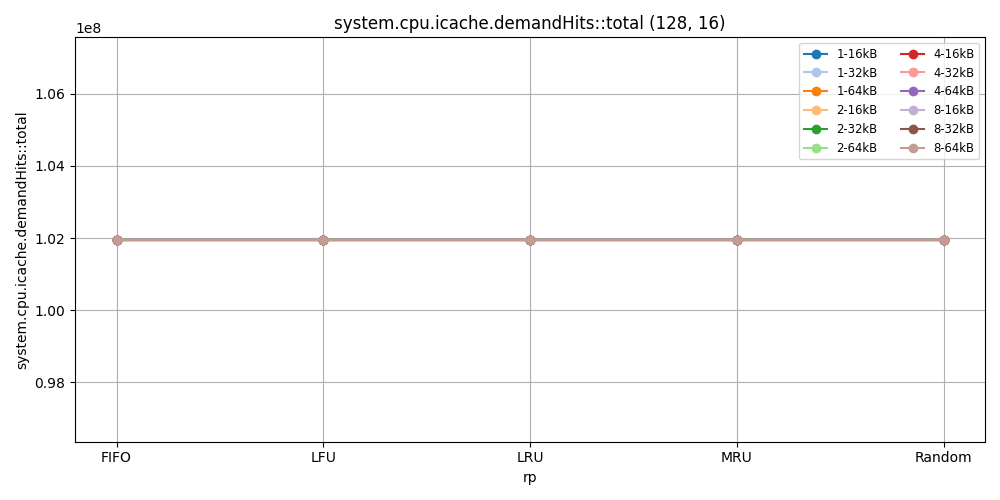 system.cpu.icache.demandHits::total (128, 16)
1e8
1.06
1.04
1.02
1.00
0.98
system.cpu.icache.demandHits::total
1-16kB
1-32kB
1-64kB
2-16kB
2-32kB
2-64kB
4-16kB
4-32kB
4-64kB
8-16kB
8-32kB
8-64kB
FIFO
LFU
LRU
MRU
Random
rp